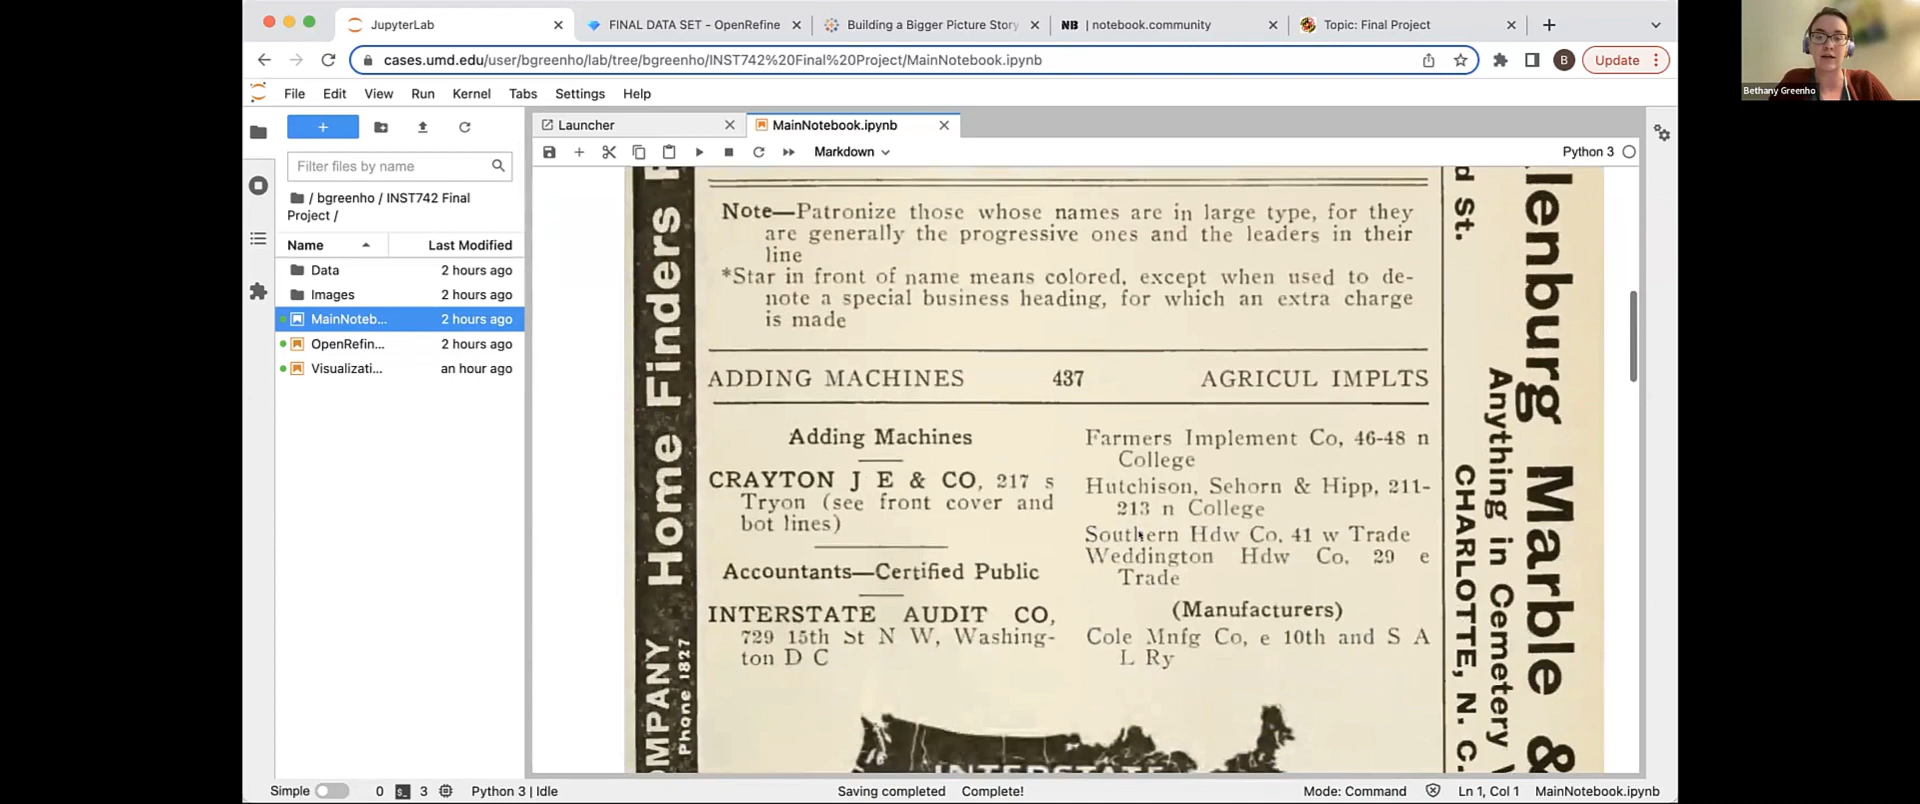 JupyterLab
FINAL DATA SET - OpenRefine
Building a Bigger Picture Story
NB | notebook.community
Topic: Final Project
cases.umd.edu/user/bgreenho/lab/tree/bgreenho/INST742%20Final%20Project/MainNotebook.ipynb
B
Update
Bethany Greenho
File Edit View Run Kernel Tabs Settings Help
Launcher
MainNotebook.ipynb
Markdown
Python 3
Filter files by name
/ bgreenho / INST742 Final
Project /
Name Last Modified
Data 2 hours ago
Images 2 hours ago
MainNoteb... 2 hours ago
OpenRefin... 2 hours ago
Visualizati... an hour ago
Home Finders
OMPANY
Phone 1827
Note—Patronize those whose names are in large type, for they
are generally the progressive ones and the leaders in their
line
*Star in front of name means colored, except when used to de-
note a special business heading, for which an extra charge
is made
ADDING MACHINES 437 AGRICUL IMPLTS
Adding Machines
CRAYTON J E & CO, 217 s
Tryon (see front cover and
bot lines)
Accountants—Certified Public
INTERSTATE AUDIT CO,
729 15th St N W, Washing-
ton D C
Farmers Implement Co, 46-48 n
College
Hutchison, Sehorn & Hipp, 211-
213 n College
Southern Hdw Co, 41 w Trade
Weddington Hdw Co, 29 e
Trade
(Manufacturers)
Cole Mnfg Co, e 10th and S A
L Ry
INTERSTATE
lenburg Marble &
Anything in Cemetery
d St.
CHARLOTTE, N. C.
Simple 0 3 Python 3 | Idle Saving completed Complete! Mode: Command Ln 1, Col 1 MainNotebook.ipynb